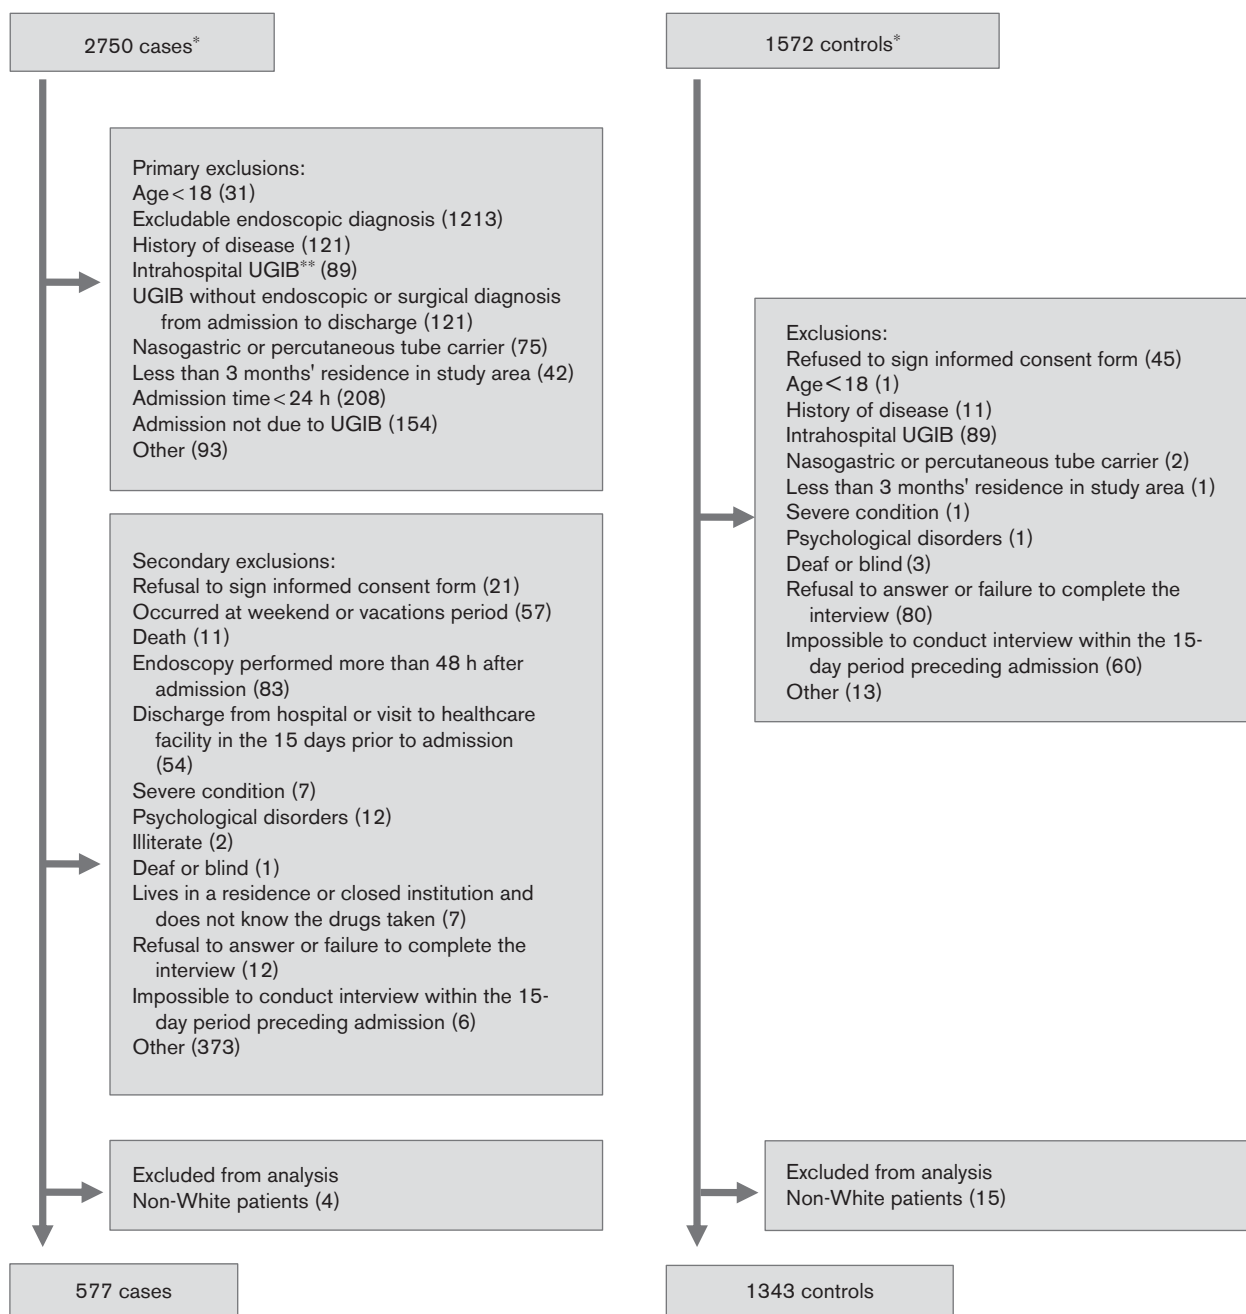 2750 cases*
1572 controls*
Primary exclusions:
Age<18 (31)
Excludable endoscopic diagnosis (1213)
History of disease (121)
Intrahospital UGIB** (89)
UGIB without endoscopic or surgical diagnosis
from admission to discharge (121)
Nasogastric or percutaneous tube carrier (75)
Less than 3 months' residence in study area (42)
Admission time<24 h (208)
Admission not due to UGIB (154)
Other (93)
Exclusions:
Refused to sign informed consent form (45)
Age<18 (1)
History of disease (11)
Intrahospital UGIB (89)
Nasogastric or percutaneous tube carrier (2)
Less than 3 months' residence in study area (1)
Severe condition (1)
Psychological disorders (1)
Deaf or blind (3)
Refusal to answer or failure to complete the
interview (80)
Impossible to conduct interview within the 15-
day period preceding admission (60)
Other (13)
Secondary exclusions:
Refusal to sign informed consent form (21)
Occurred at weekend or vacations period (57)
Death (11)
Endoscopy performed more than 48 h after
admission (83)
Discharge from hospital or visit to healthcare
facility in the 15 days prior to admission
(54)
Severe condition (7)
Psychological disorders (12)
Illiterate (2)
Deaf or blind (1)
Lives in a residence or closed institution and
does not know the drugs taken (7)
Refusal to answer or failure to complete the
interview (12)
Impossible to conduct interview within the 15-
day period preceding admission (6)
Other (373)
Excluded from analysis
Non-White patients (4)
Excluded from analysis
Non-White patients (15)
577 cases
1343 controls